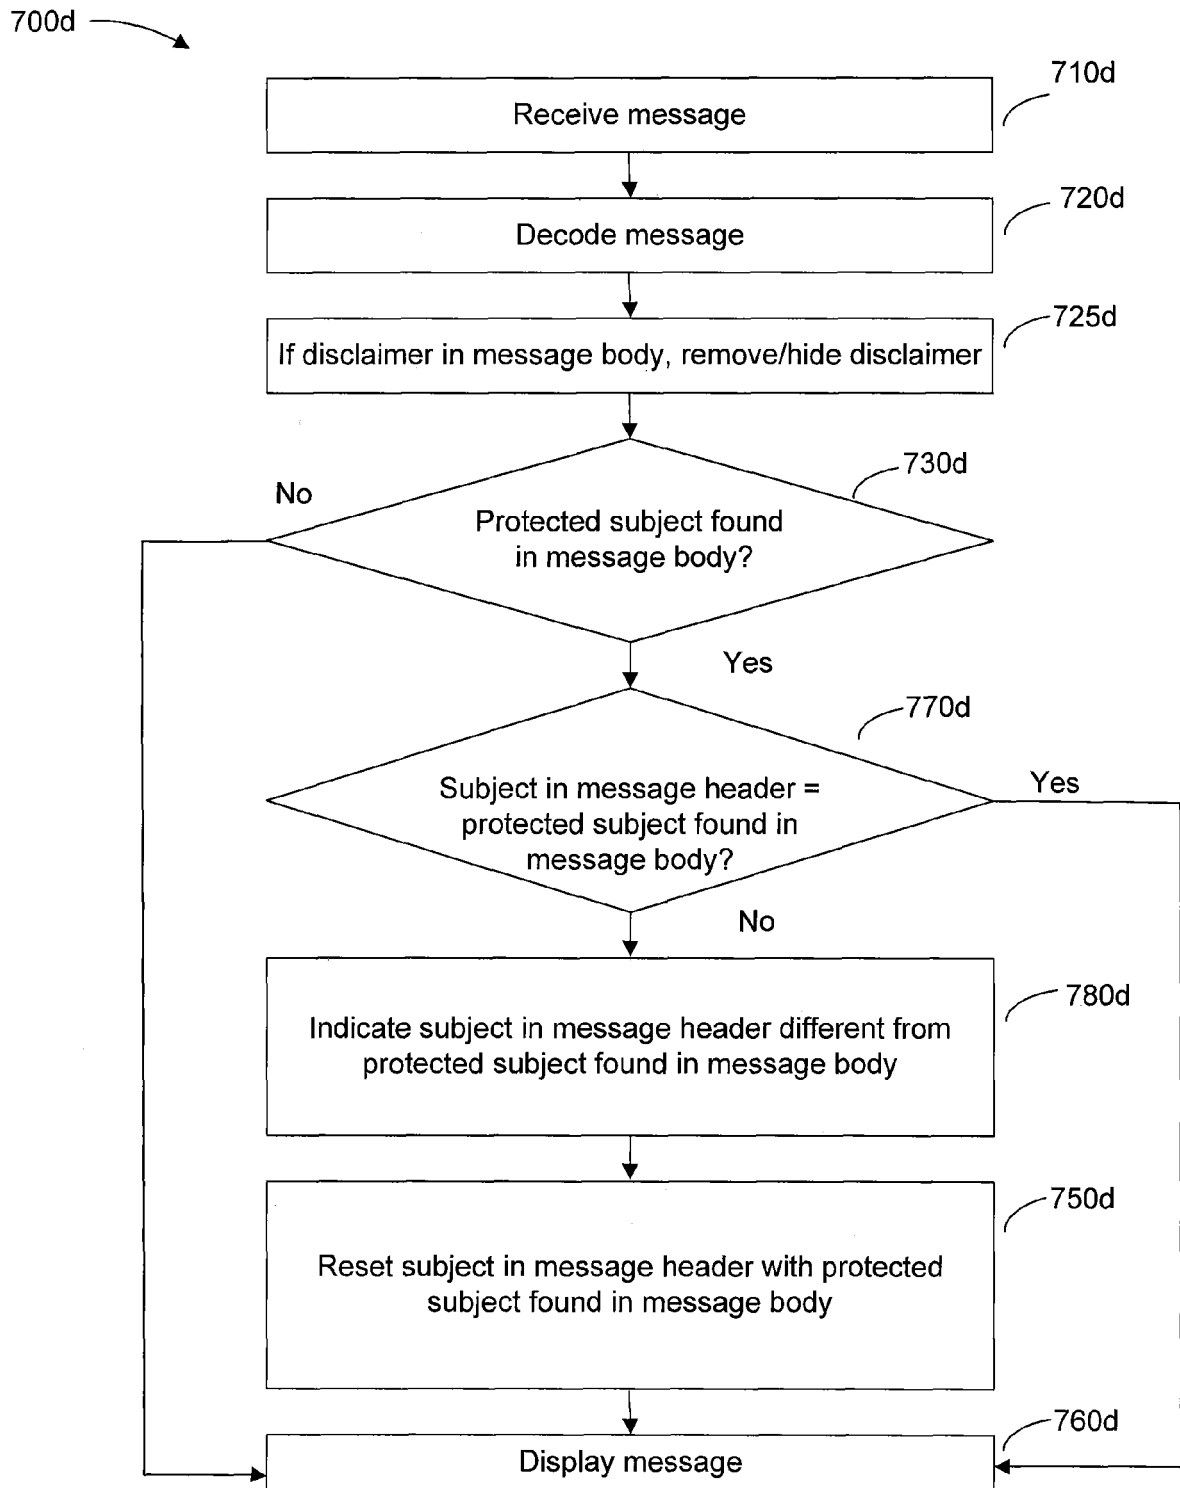 700d
710d
Receive message
720d
Decode message
725d
If disclaimer in message body, remove/hide disclaimer
730d
No
Protected subject found
in message body?
Yes
770d
Subject in message header =
protected subject found in
message body?
Yes
No
780d
Indicate subject in message header different from
protected subject found in message body
750d
Reset subject in message header with protected
subject found in message body
760d
Display message